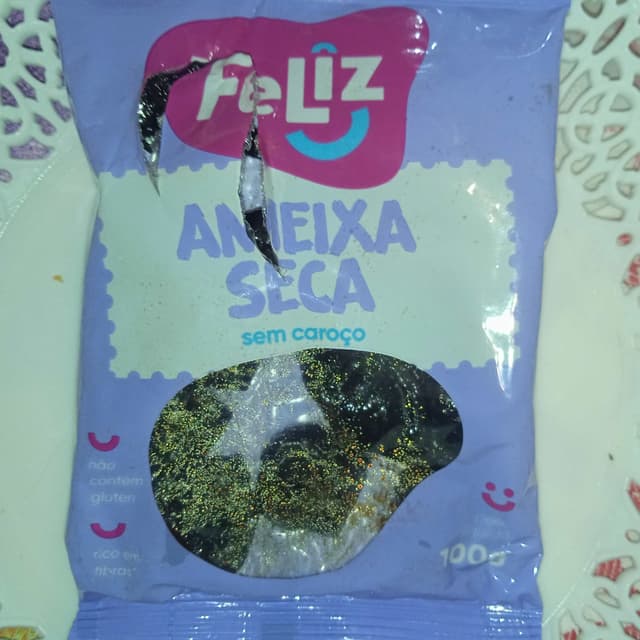 FeLiz
AMEIXA
SECA
sem caroço
não
contém
glúten
rico em
fibras*
100g